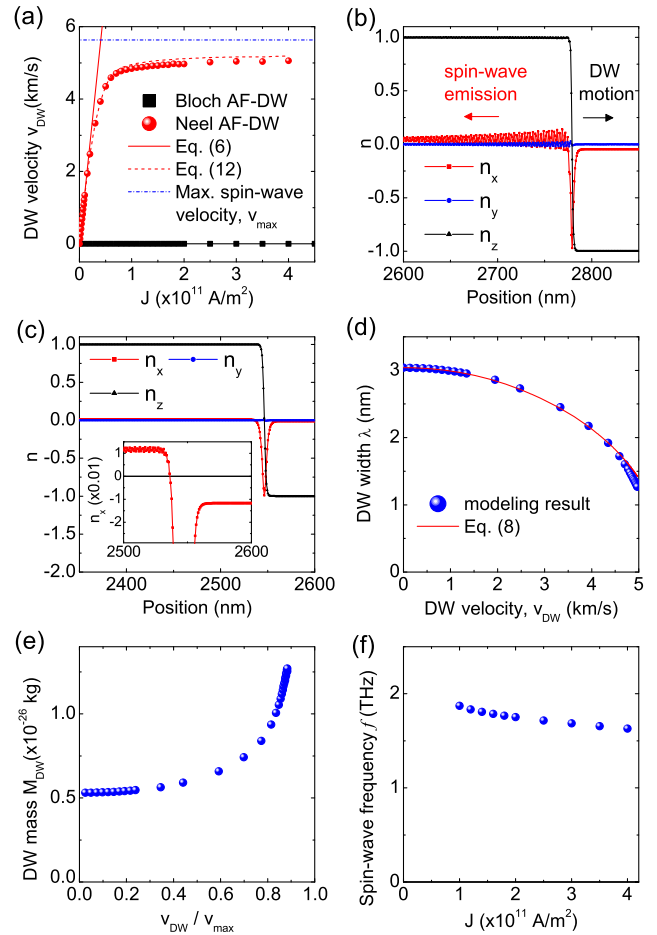 (a)
6
4
2
0
DW velocity v_DW(km/s)
Bloch AF-DW
Neel AF-DW
Eq. (6)
Eq. (12)
Max. spin-wave
velocity, v_max
0 1 2 3 4
J (x10^11 A/m^2)
(b)
1.0
0.5
0.0
-0.5
-1.0
n
spin-wave
emission
DW
motion
n_x
n_y
n_z
2600 2700 2800
Position (nm)
(c)
1.0
0.5
0.0
-0.5
-1.0
-1.5
-2.0
n
n_x n_y
n_z
n_x (x0.01)
1
0
-1
-2
2500 2600
2400 2500 2600
Position (nm)
(d)
4
3
2
1
0
DW width λ (nm)
modeling result
Eq. (8)
0 1 2 3 4 5
DW velocity, v_DW (km/s)
(e)
1.0
0.5
0.0
DW mass M_DW(x10^-26 kg)
0.0 0.2 0.4 0.6 0.8 1.0
v_DW / v_max
(f)
2
1
0
Spin-wave frequency f (THz)
0 1 2 3 4
J (x10^11 A/m^2)